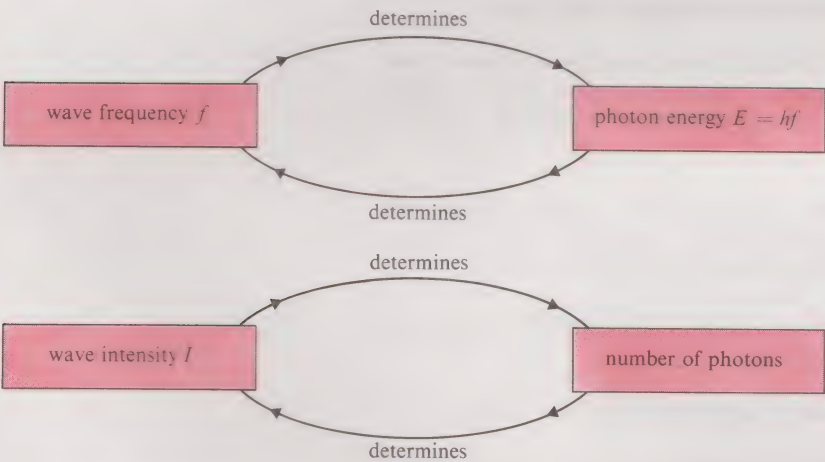 determines
wave frequency f
photon energy E = hf
determines
determines
wave intensity I
number of photons
determines